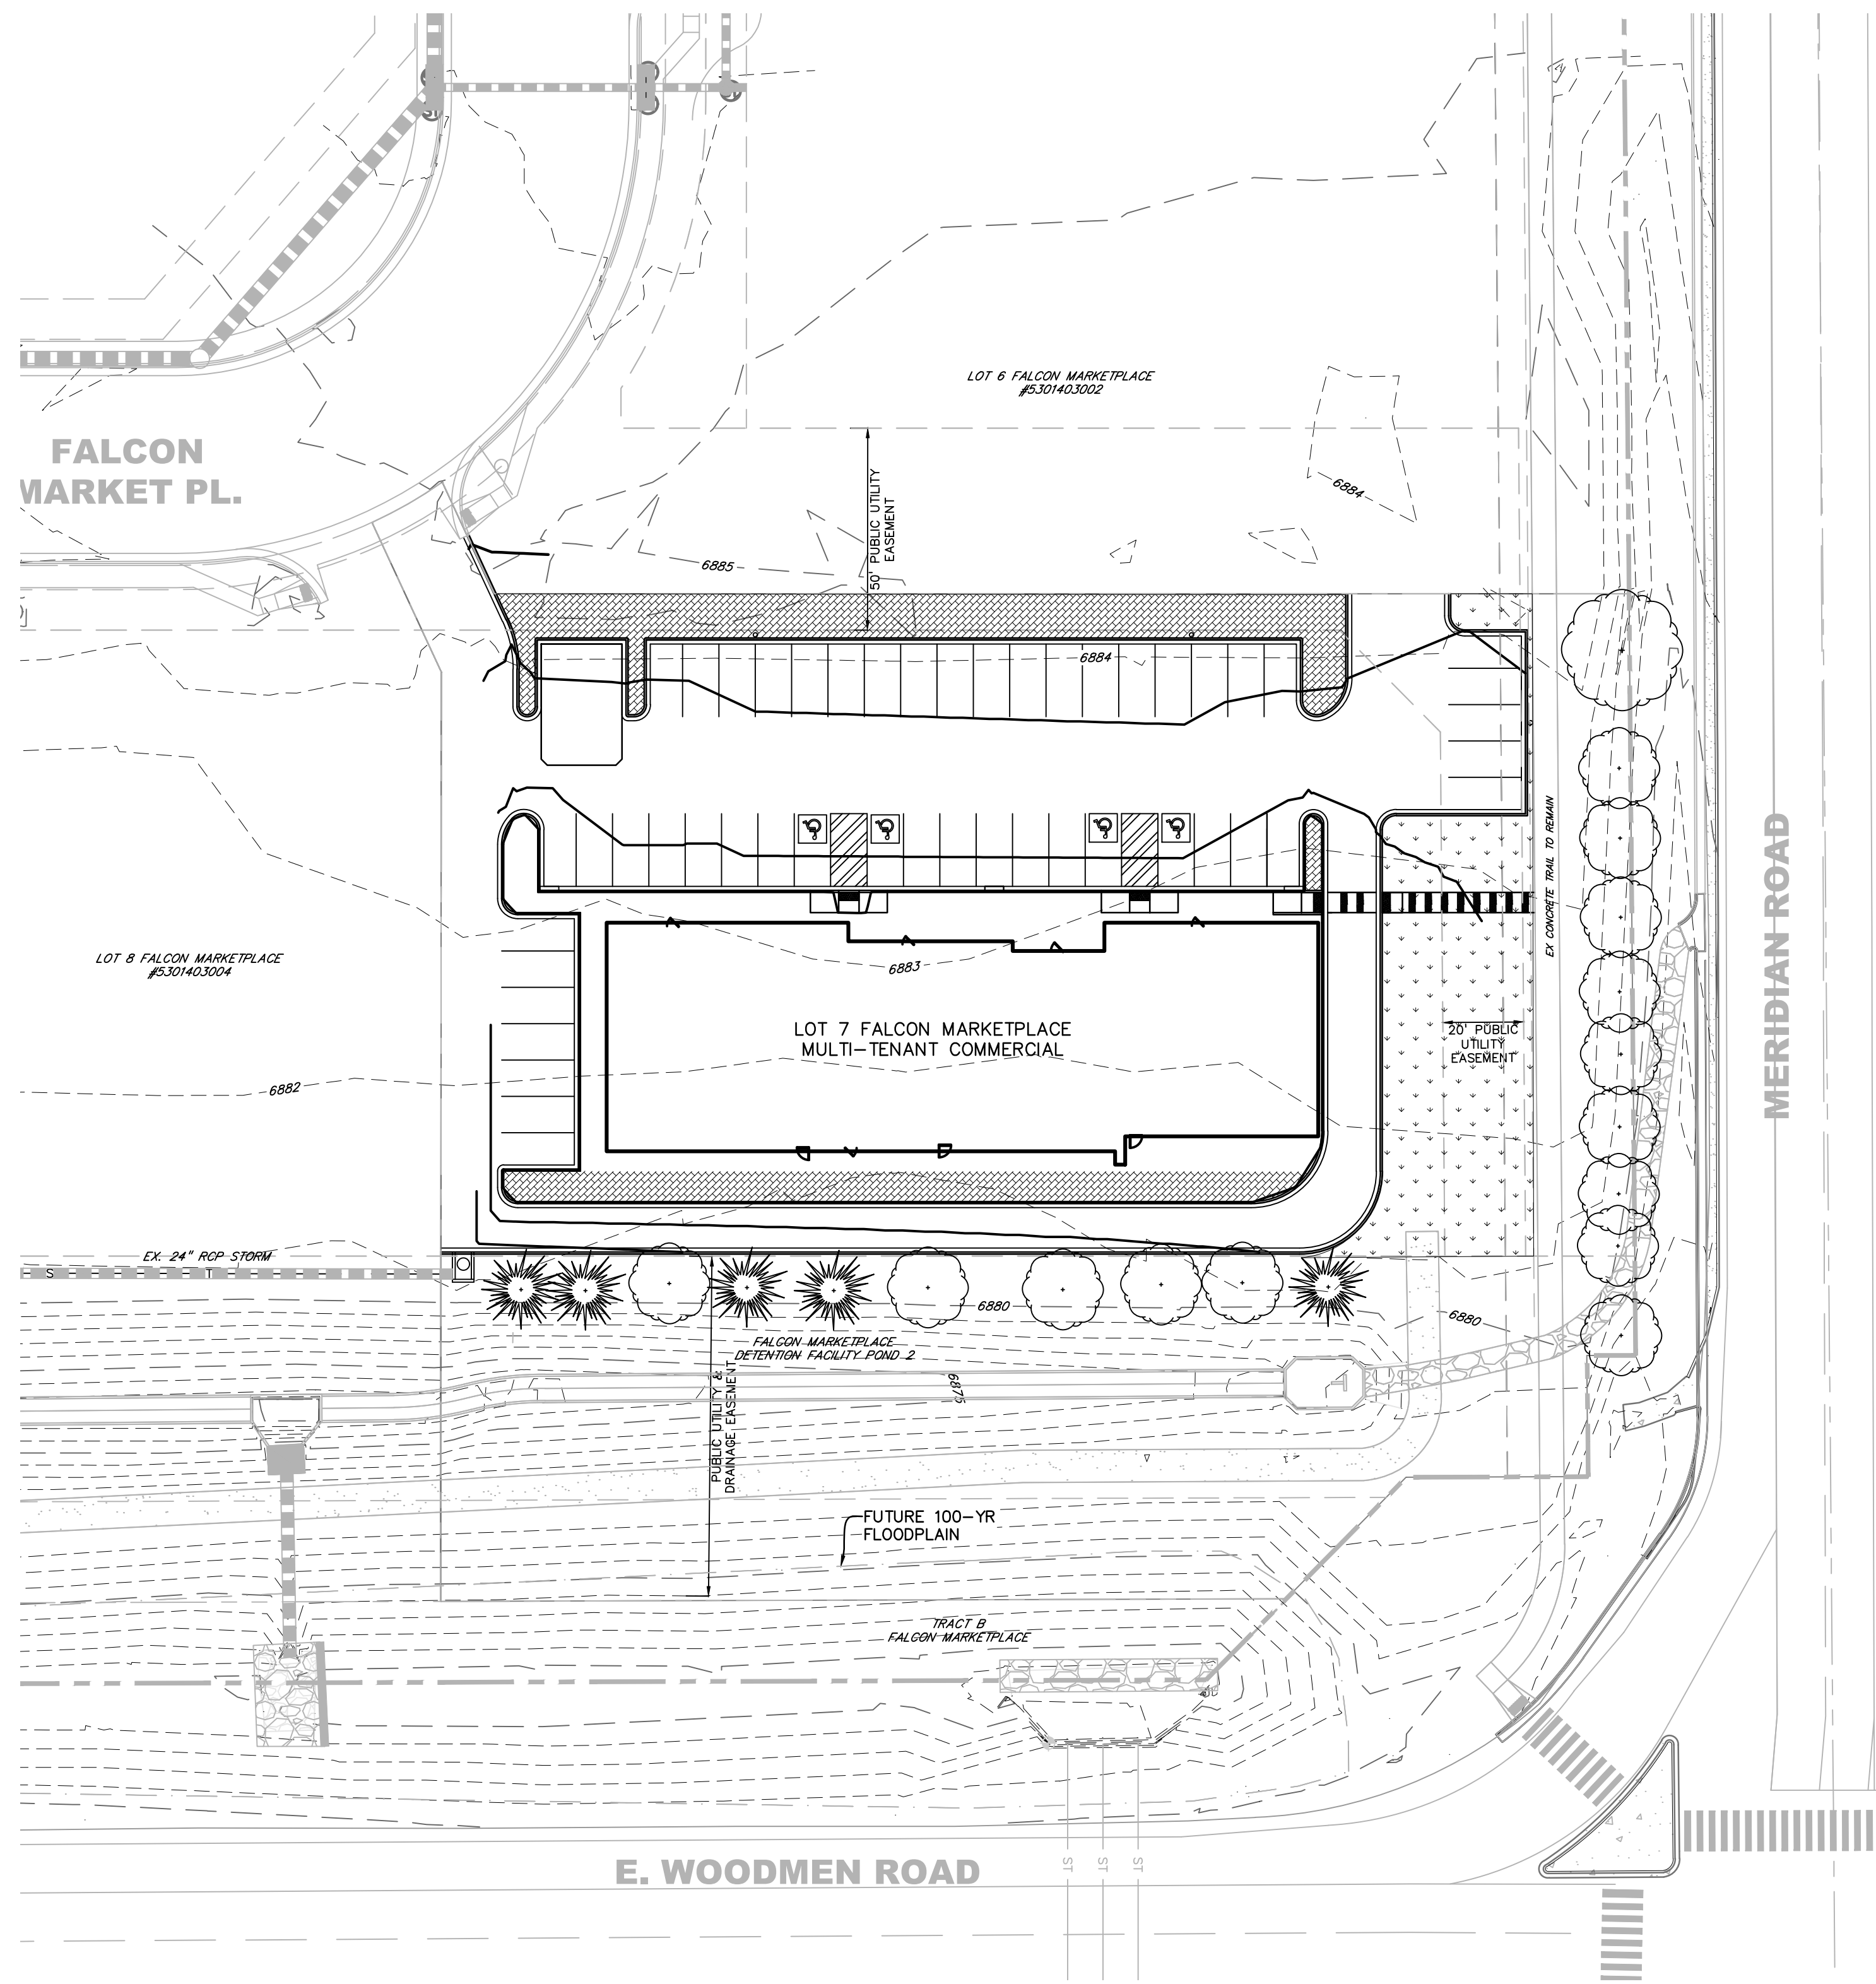 LOT 6 FALCON MARKETPLACE
#5301403002
FALCON
MARKET PL.
6884
50' PUBLIC UTILITY
EASEMENT
6885
6884
EX CONCRETE TRAIL TO REMAIN
MERIDIAN ROAD
LOT 8 FALCON MARKETPLACE
#5301403004
6883
LOT 7 FALCON MARKETPLACE
MULTI-TENANT COMMERCIAL
20' PUBLIC
UTILITY
EASEMENT
6882
EX. 24" RCP STORM
S
T
6880
6880
FALCON MARKETPLACE
DETENTION FACILITY POND 2
6875
PUBLIC UTILITY &
DRAINAGE EASEMENT
FUTURE 100-YR
FLOODPLAIN
TRACT B
FALCON MARKETPLACE
ST
ST
ST
E. WOODMEN ROAD